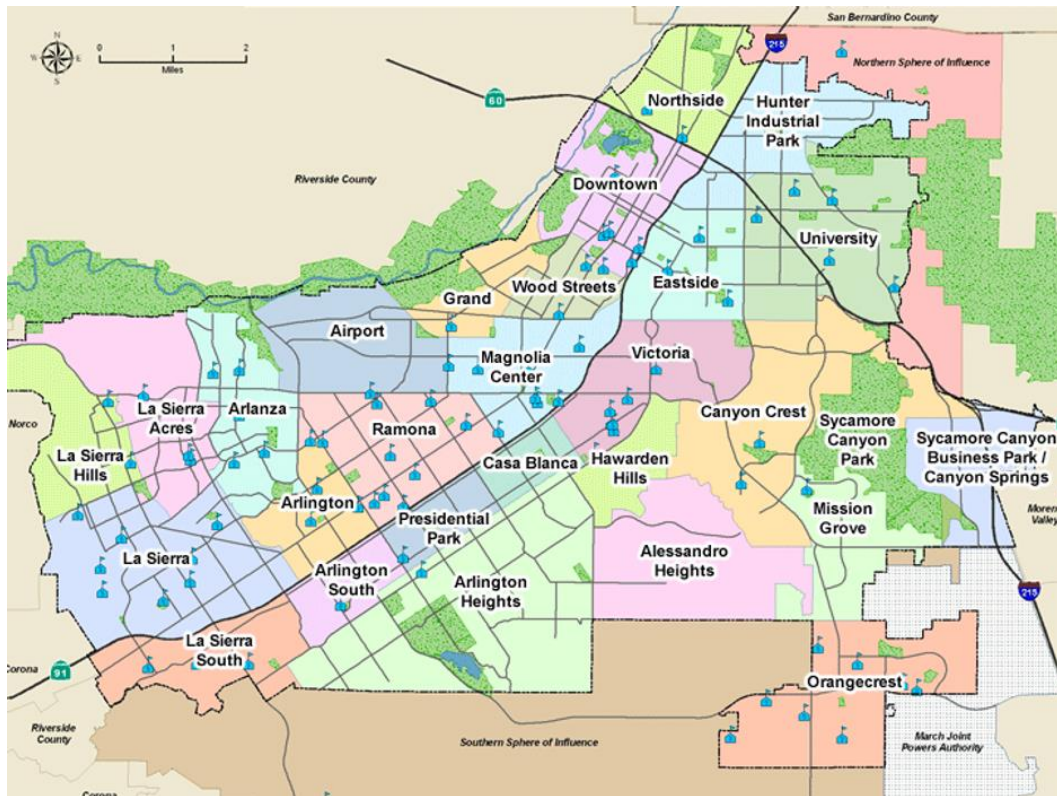 San Bernardino County
N
W
E
S
0
1
2
Miles
215
Northern Sphere of Influence
60
Northside
Hunter
Industrial
Park
Riverside County
Downtown
University
Wood Streets
Eastside
Grand
Airport
Magnolia
Center
Victoria
Norco
La Sierra
Acres
Arlanza
Ramona
Canyon Crest
Sycamore
Canyon
Park
La Sierra
Hills
Casa Blanca
Hawarden
Hills
Sycamore Canyon
Business Park /
Canyon Springs
Arlington
Presidential
Park
Mission
Grove
Moren
Valley
La Sierra
Arlington
South
Arlington
Heights
Alessandro
Heights
215
La Sierra
South
Corona
91
Orangecrest
Riverside
County
Southern Sphere of Influence
March Joint
Powers Authority
Corona